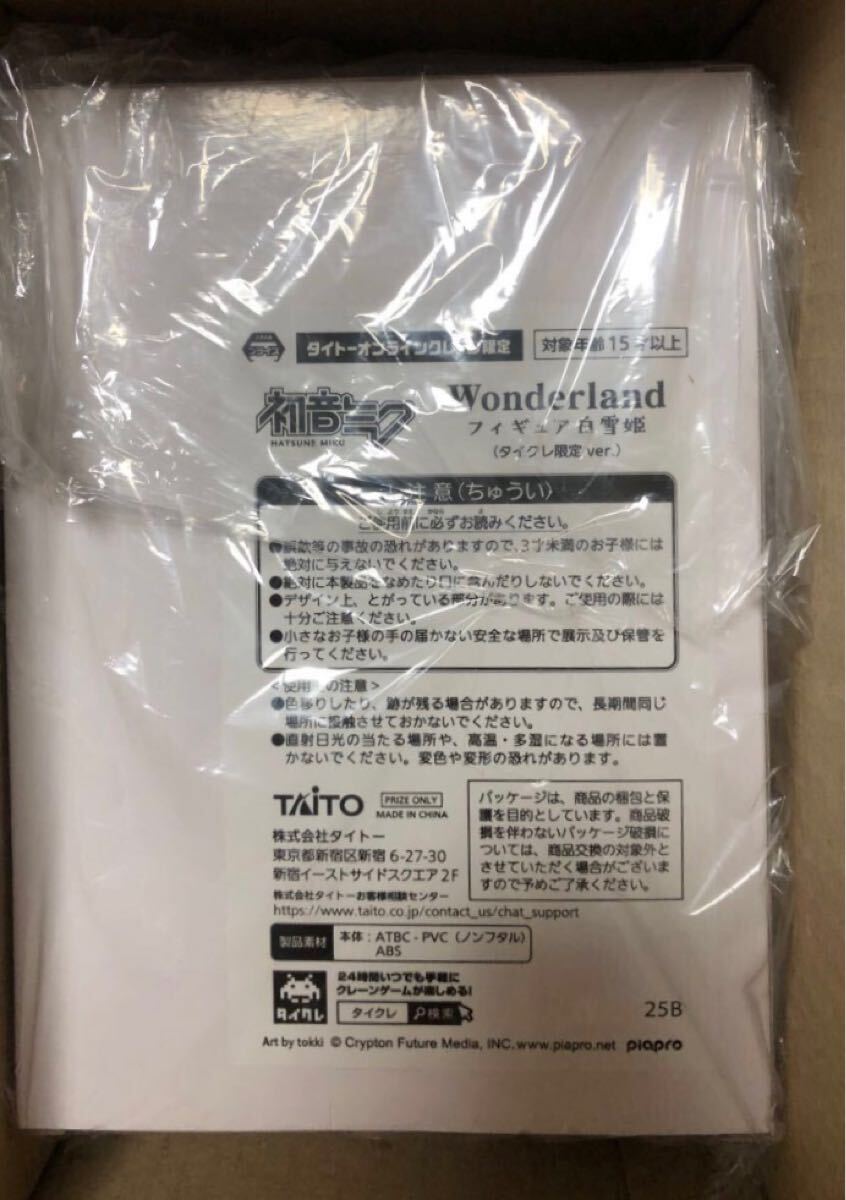 タイトーオンラインクレーン限定
対象年齢15才以上
初音ミク
HATSUNE MIKU
Wonderland
フィギュア白雪姫
(タイクレ限定 ver.)
注意(ちゅうい)
ご使用前に必ずお読みください。
●誤飲等の事故の恐れがありますので、3才未満のお子様には
絶対に与えないでください。
●絶対に本製品をなめたり口に含んだりしないでください。
●デザイン上、とがっている部分があります。ご使用の際には
十分ご注意ください。
●小さなお子様の手の届かない安全な場所で展示及び保管を
行ってください。
<使用上の注意>
●色移りしたり、跡が残る場合がありますので、長期間同じ
場所に接触させておかないでください。
●直射日光の当たる場所や、高温・多湿になる場所には置
かないでください。変色や変形の恐れがあります。
TAITO
PRIZE ONLY
MADE IN CHINA
株式会社タイトー
東京都新宿区新宿 6-27-30
新宿イーストサイドスクエア 2F
株式会社タイトーお客様相談センター
https://www.taito.co.jp/contact_us/chat_support
パッケージは、商品の梱包と保
護を目的としています。商品破
損を伴わないパッケージ破損に
ついては、商品交換の対象外と
させていただく場合がございま
すので予めご了承ください。
製品素材
本体:ATBC-PVC(ノンフタル)
ABS
タイクレ
24時間いつでも手軽に
クレーンゲームが楽しめる!
タイクレ 検索
25B
Art by tokki © Crypton Future Media, INC. www.piapro.net piapro